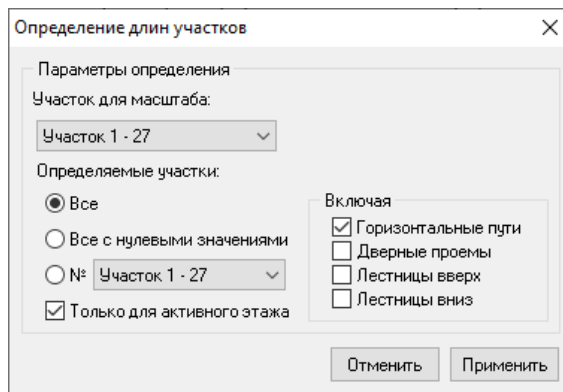 Определение длин участков
Параметры определения
Участок для масштаба:
Участок 1 - 27
Определяемые участки:
Все
Все с нулевыми значениями
№ Участок 1 - 27
Только для активного этажа
Включая
Горизонтальные пути
Дверные проемы
Лестницы вверх
Лестницы вниз
Отменить
Применить